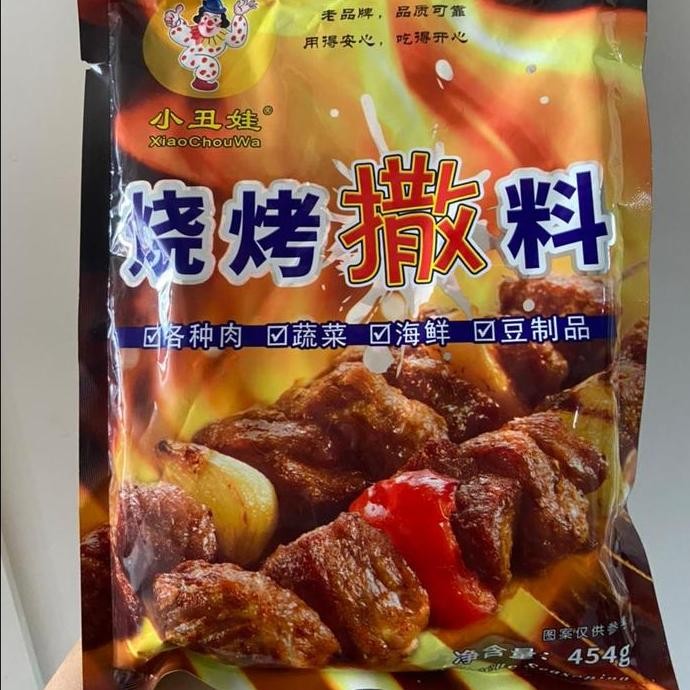 老品牌，品质可靠
用得安心，吃得开心
小丑娃®
XiaoChouWa
烧烤撒料
☑各种肉 ☑蔬菜 ☑海鲜 ☑豆制品
图案仅供参
净含量：454g
Seasoning